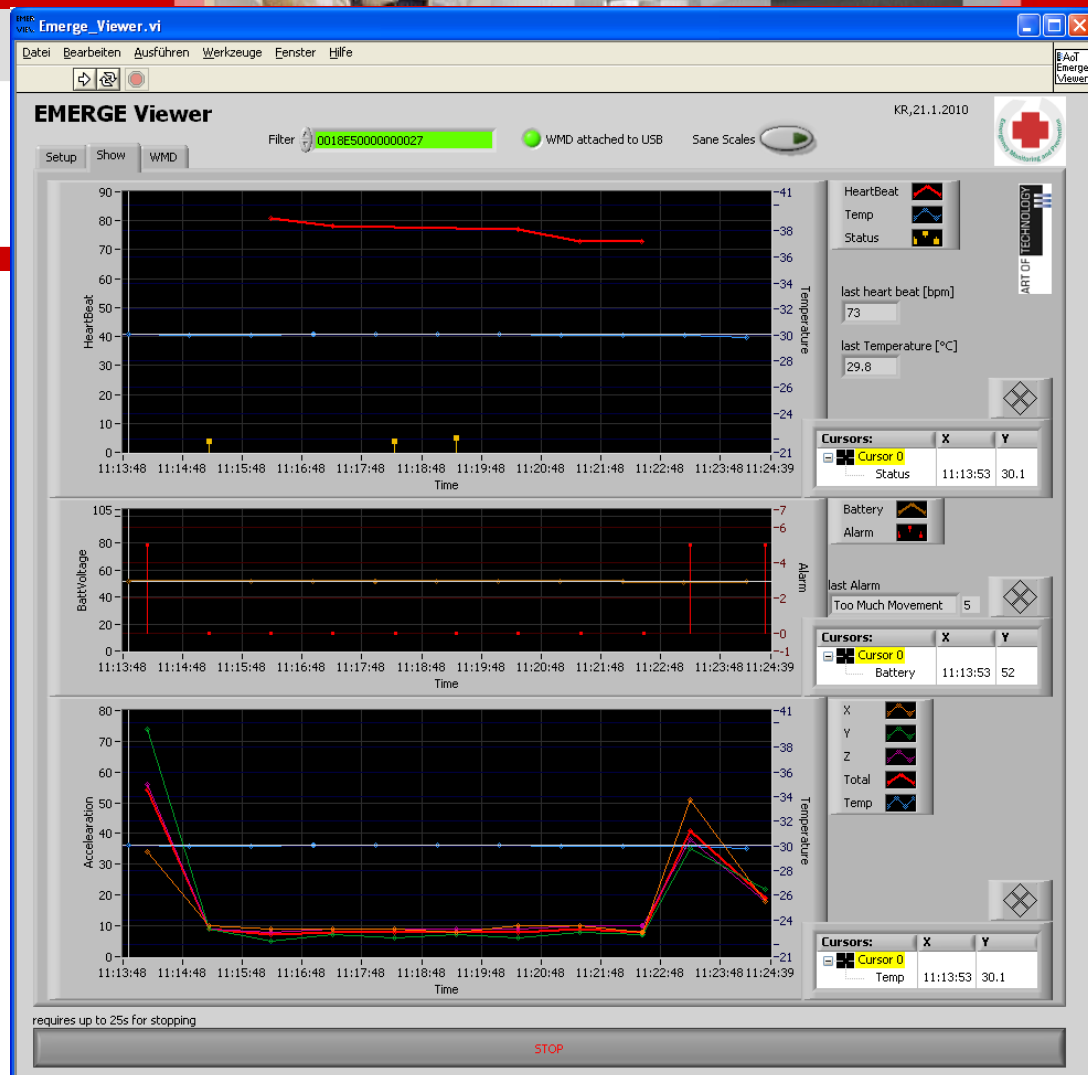 Emerge_Viewer.vi
Datei Bearbeiten Ausführen Werkzeuge Fenster Hilfe
AoT
Emerge
Viewer
EMERGE Viewer
KR,21.1.2010
Filter 0018E50000000027 WMD attached to USB Sane Scales
Setup Show WMD
90
80
70
60
50
40
30
20
10
0
HeartBeat
41
38
36
34
32
30
28
26
24
21
Temperature
11:13:48 11:14:48 11:15:48 11:16:48 11:17:48 11:18:48 11:19:48 11:20:48 11:21:48 11:22:48 11:23:48 11:24:39
Time
HeartBeat
Temp
Status
ART OF TECHNOLOGY
last heart beat [bpm]
73
last Temperature [°C]
29.8
Cursors: X Y
Cursor 0
Status 11:13:53 30.1
105
80
60
40
20
0
BattVoltage
7
6
4
2
0
-1
Alarm
11:13:48 11:14:48 11:15:48 11:16:48 11:17:48 11:18:48 11:19:48 11:20:48 11:21:48 11:22:48 11:23:48 11:24:39
Time
Battery
Alarm
last Alarm
Too Much Movement 5
Cursors: X Y
Cursor 0
Battery 11:13:53 52
80
70
60
50
40
30
20
10
0
Accelearation
41
38
36
34
32
30
28
26
24
21
Temperature
11:13:48 11:14:48 11:15:48 11:16:48 11:17:48 11:18:48 11:19:48 11:20:48 11:21:48 11:22:48 11:23:48 11:24:39
Time
X
Y
Z
Total
Temp
Cursors: X Y
Cursor 0
Temp 11:13:53 30.1
requires up to 25s for stopping
STOP